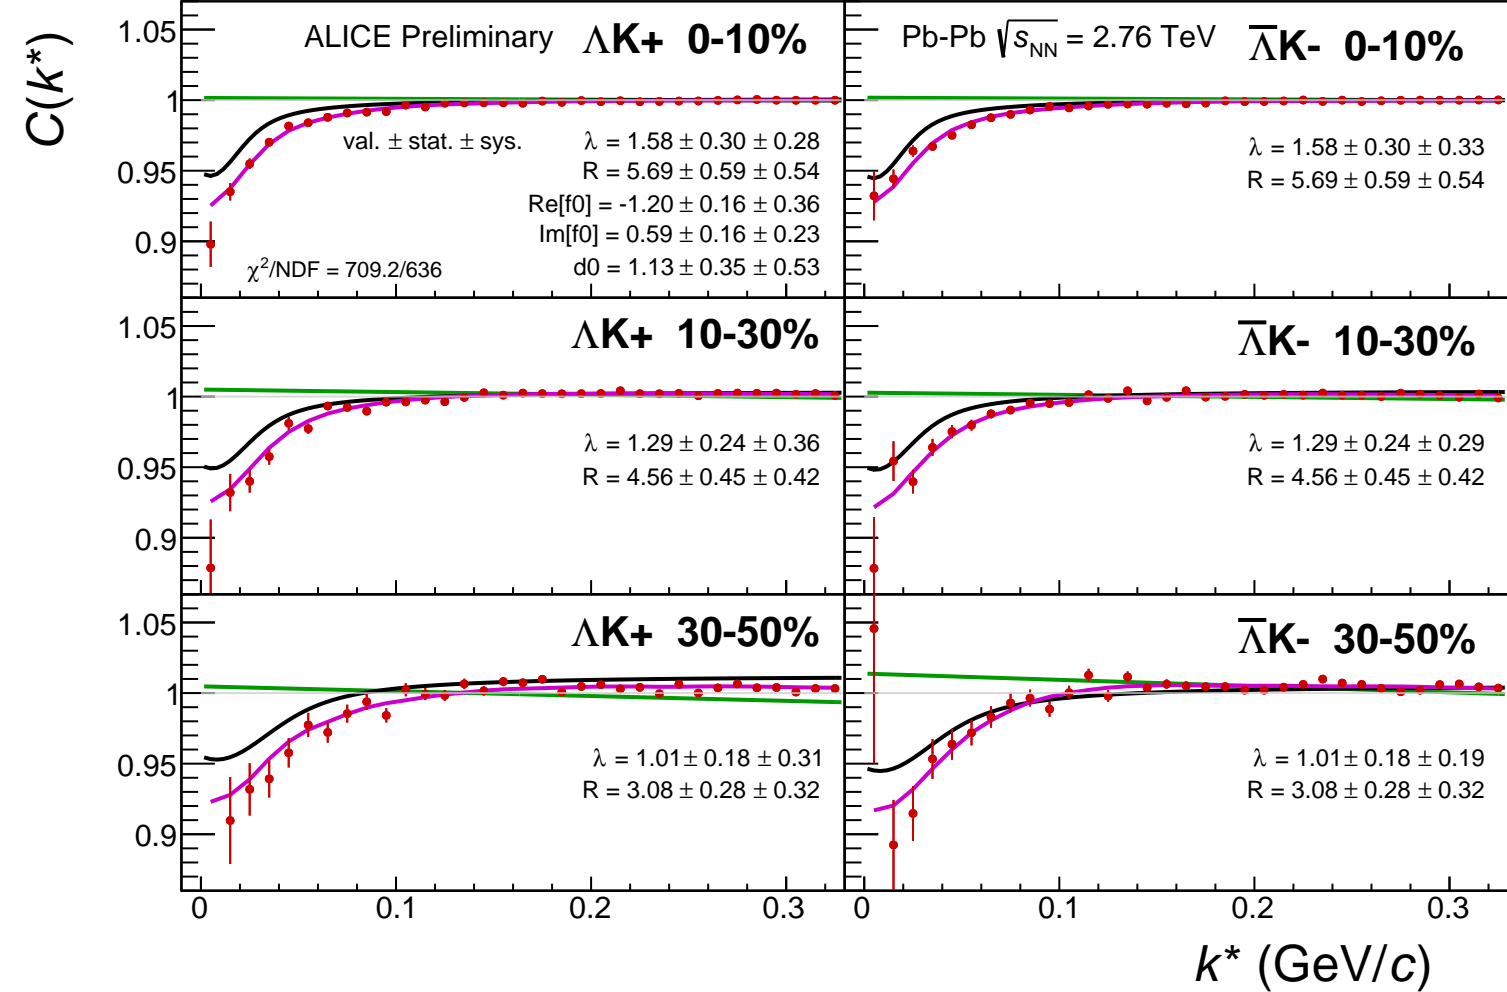 C(k*)
ALICE Preliminary ΛK+ 0-10%
val. ± stat. ± sys.
λ = 1.58 ± 0.30 ± 0.28
R = 5.69 ± 0.59 ± 0.54
Re[f0] = -1.20 ± 0.16 ± 0.36
Im[f0] = 0.59 ± 0.16 ± 0.23
d0 = 1.13 ± 0.35 ± 0.53
χ²/NDF = 709.2/636
1.05
1
0.95
0.9
Pb-Pb √s_NN = 2.76 TeV Λ̅K- 0-10%
λ = 1.58 ± 0.30 ± 0.33
R = 5.69 ± 0.59 ± 0.54
ΛK+ 10-30%
λ = 1.29 ± 0.24 ± 0.36
R = 4.56 ± 0.45 ± 0.42
1.05
1
0.95
0.9
Λ̅K- 10-30%
λ = 1.29 ± 0.24 ± 0.29
R = 4.56 ± 0.45 ± 0.42
ΛK+ 30-50%
λ = 1.01± 0.18 ± 0.31
R = 3.08 ± 0.28 ± 0.32
1.05
1
0.95
0.9
Λ̅K- 30-50%
λ = 1.01± 0.18 ± 0.19
R = 3.08 ± 0.28 ± 0.32
0 0.1 0.2 0.3
0 0.1 0.2 0.3
k* (GeV/c)